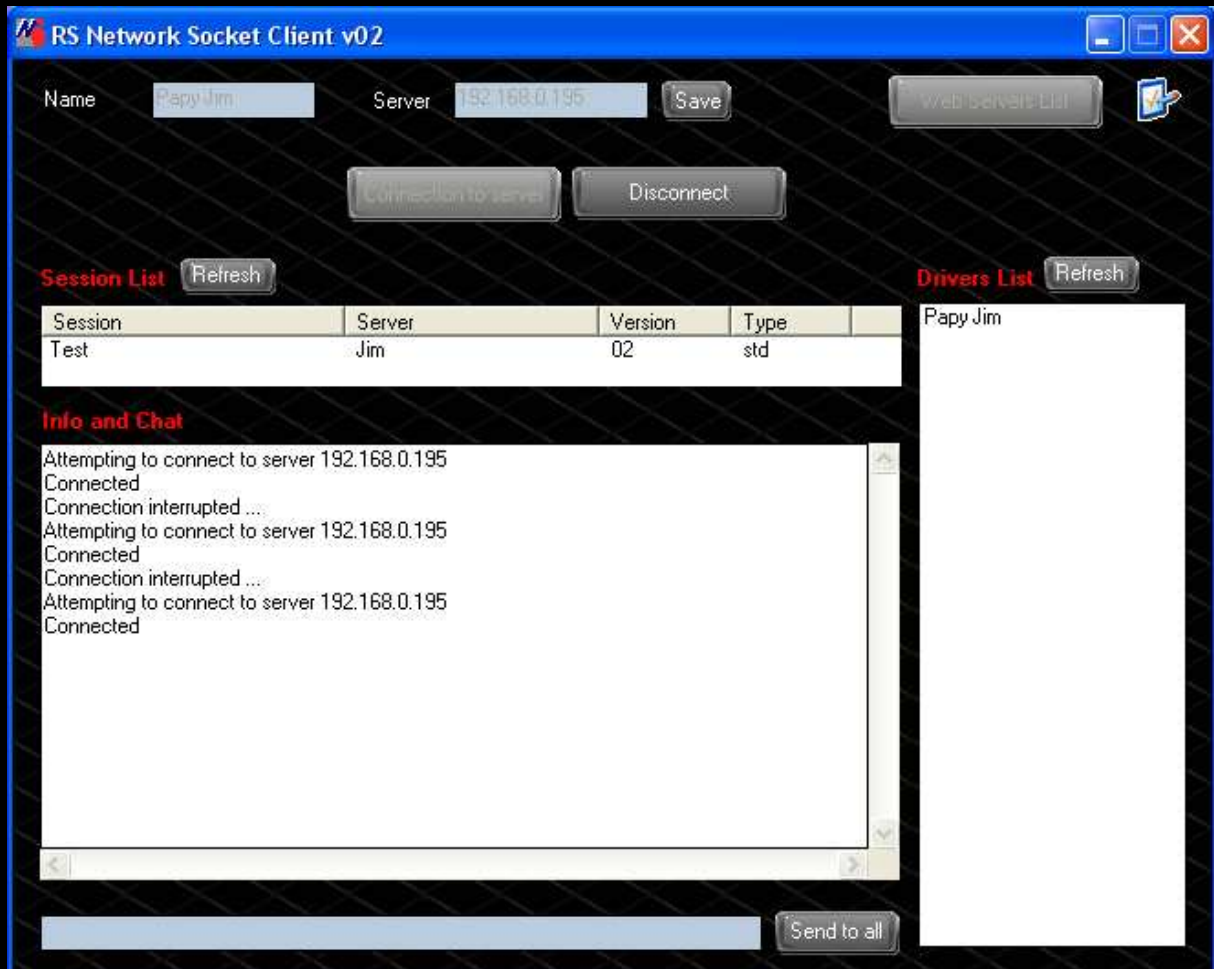 RS Network Socket Client v02
Name Papy Jim Server 192.168.0.195 Save Web Servers List
Connection to server Disconnect
Session List Refresh
Drivers List Refresh
Session Server Version Type
Test Jim 02 std
Papy Jim
Info and Chat
Attempting to connect to server 192.168.0.195
Connected
Connection interrupted ...
Attempting to connect to server 192.168.0.195
Connected
Connection interrupted ...
Attempting to connect to server 192.168.0.195
Connected
Send to all